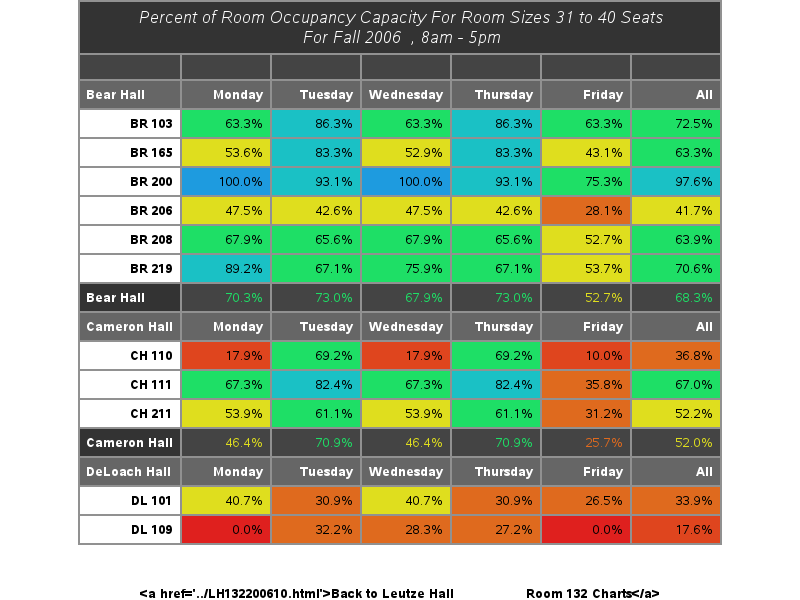 Percent of Room Occupancy Capacity For Room Sizes 31 to 40 Seats
For Fall 2006 , 8am - 5pm
Bear Hall Monday Tuesday Wednesday Thursday Friday All
BR 103 63.3% 86.3% 63.3% 86.3% 63.3% 72.5%
BR 165 53.6% 83.3% 52.9% 83.3% 43.1% 63.3%
BR 200 100.0% 93.1% 100.0% 93.1% 75.3% 97.6%
BR 206 47.5% 42.6% 47.5% 42.6% 28.1% 41.7%
BR 208 67.9% 65.6% 67.9% 65.6% 52.7% 63.9%
BR 219 89.2% 67.1% 75.9% 67.1% 53.7% 70.6%
Bear Hall 70.3% 73.0% 67.9% 73.0% 52.7% 68.3%
Cameron Hall Monday Tuesday Wednesday Thursday Friday All
CH 110 17.9% 69.2% 17.9% 69.2% 10.0% 36.8%
CH 111 67.3% 82.4% 67.3% 82.4% 35.8% 67.0%
CH 211 53.9% 61.1% 53.9% 61.1% 31.2% 52.2%
Cameron Hall 46.4% 70.9% 46.4% 70.9% 25.7% 52.0%
DeLoach Hall Monday Tuesday Wednesday Thursday Friday All
DL 101 40.7% 30.9% 40.7% 30.9% 26.5% 33.9%
DL 109 0.0% 32.2% 28.3% 27.2% 0.0% 17.6%
<a href='../LH132200610.html'>Back to Leutze Hall Room 132 Charts</a>